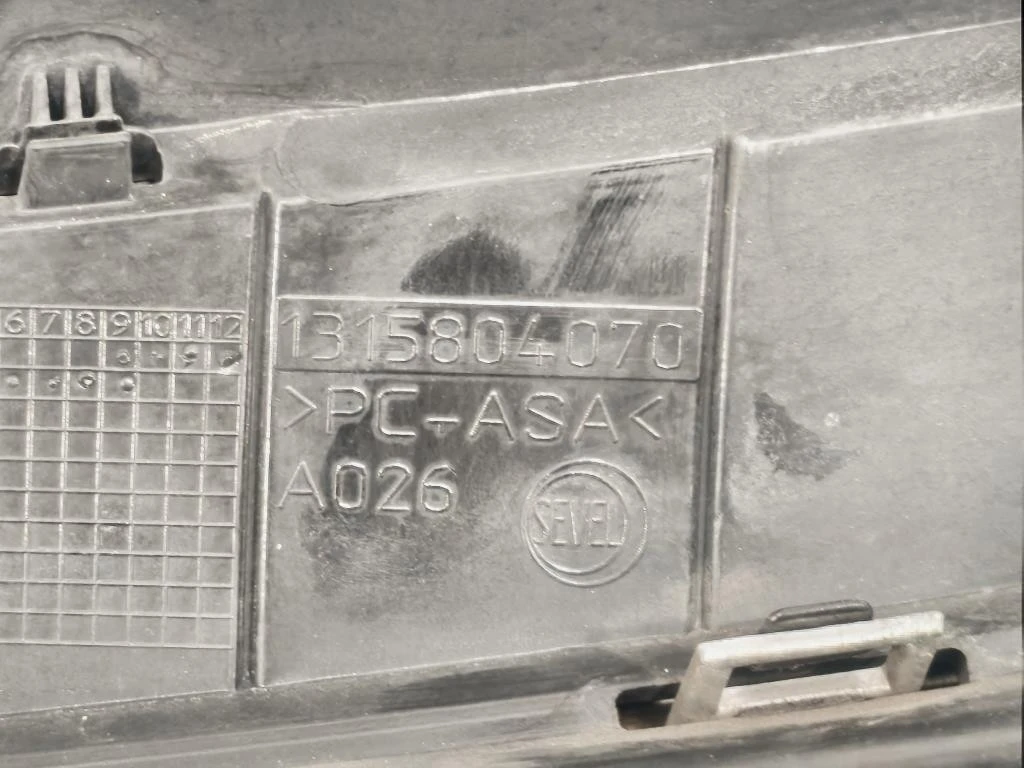 6 7 8 9 10 11 12
1315804070
>PC-ASA<
A026
SEVEL